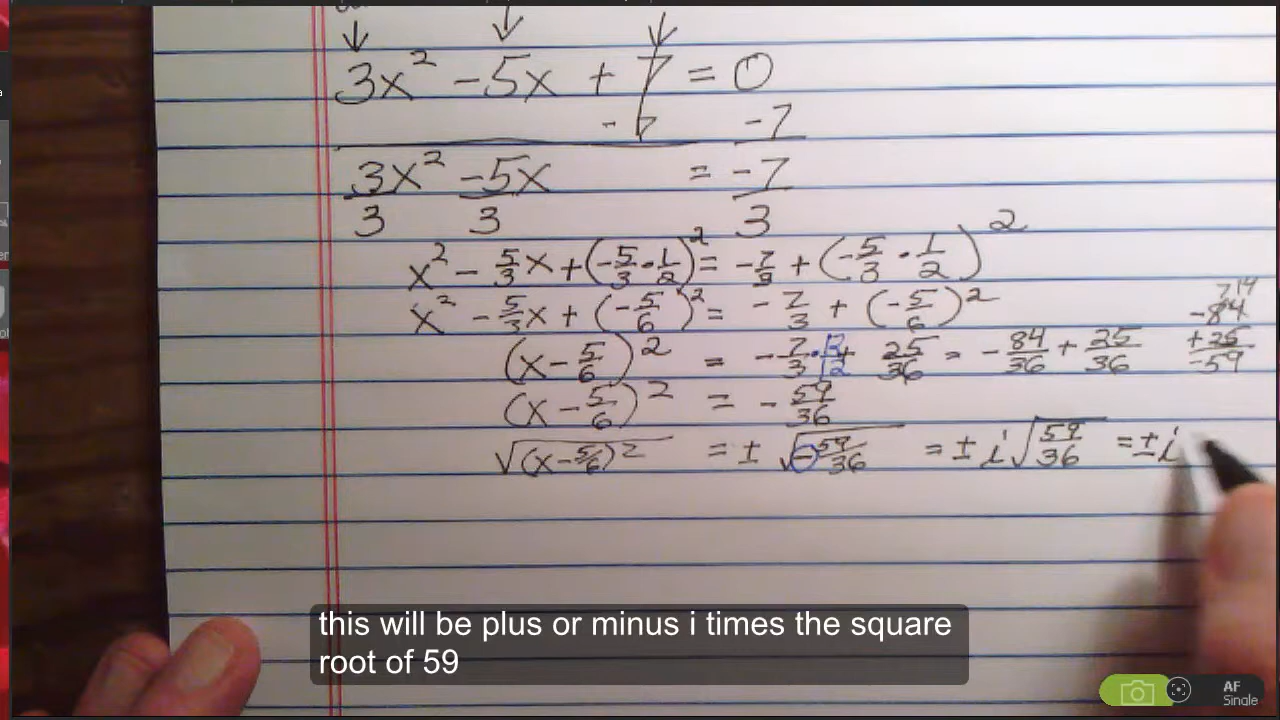 3x² - 5x + 7 = 0
- 7 -7
3x² - 5x = -7
3 3 3
x² - 5/3 x + (-5/3 · 1/2)² = -7/3 + (-5/3 · 1/2)²
x² - 5/3 x + (-5/6)² = -7/3 + (-5/6)²
7 14
-84
+25
-59
(x - 5/6)² = -7/3 · 12/12 + 25/36 = -84/36 + 25/36
(x - 5/6)² = -59/36
√(x - 5/6)² = ± √-59/36 = ± i √59/36 = ± i
this will be plus or minus i times the square
root of 59
AF
Single